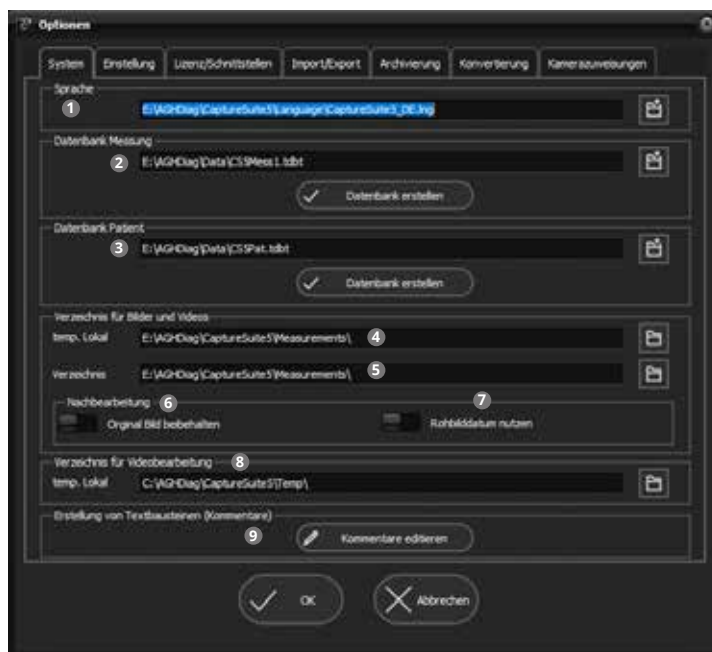 Optionen
System Einstellung Lizenz/Schnittstellen Import/Export Archivierung Konvertierung Kamerazuweisungen
Sprache
1 E:\AGHDiag\CaptureSuite5\Language\CaptureSuite5_DE.lng
Datenbank Messung
2 E:\AGHDiag\Data\CS5Mess1.tdbt
Datenbank erstellen
Datenbank Patient
3 E:\AGHDiag\Data\CS5Pat.tdbt
Datenbank erstellen
Verzeichnis für Bilder und Videos
temp. Lokal E:\AGHDiag\CaptureSuite5\Measurements\ 4
Verzeichnis E:\AGHDiag\CaptureSuite5\Measurements\ 5
Nachbearbeitung 6 7
Orginal Bild beibehalten Rohbilddatum nutzen
Verzeichnis für Videobearbeitung 8
temp. Lokal C:\AGHDiag\CaptureSuite5\Temp\
Erstellung von Textbausteinen (Kommentare)
9 Kommentare editieren
OK Abbrechen